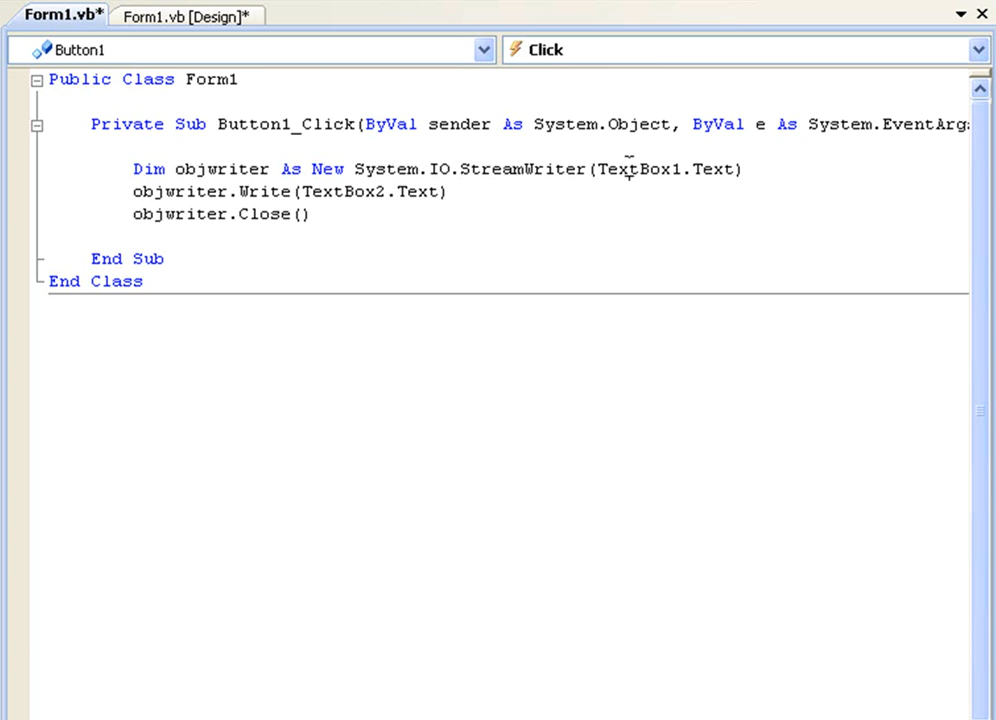 Form1.vb* Form1.vb [Design]*
Button1 Click
Public Class Form1
Private Sub Button1_Click(ByVal sender As System.Object, ByVal e As System.EventArg
Dim objwriter As New System.IO.StreamWriter(TextBox1.Text)
objwriter.Write(TextBox2.Text)
objwriter.Close()
End Sub
End Class